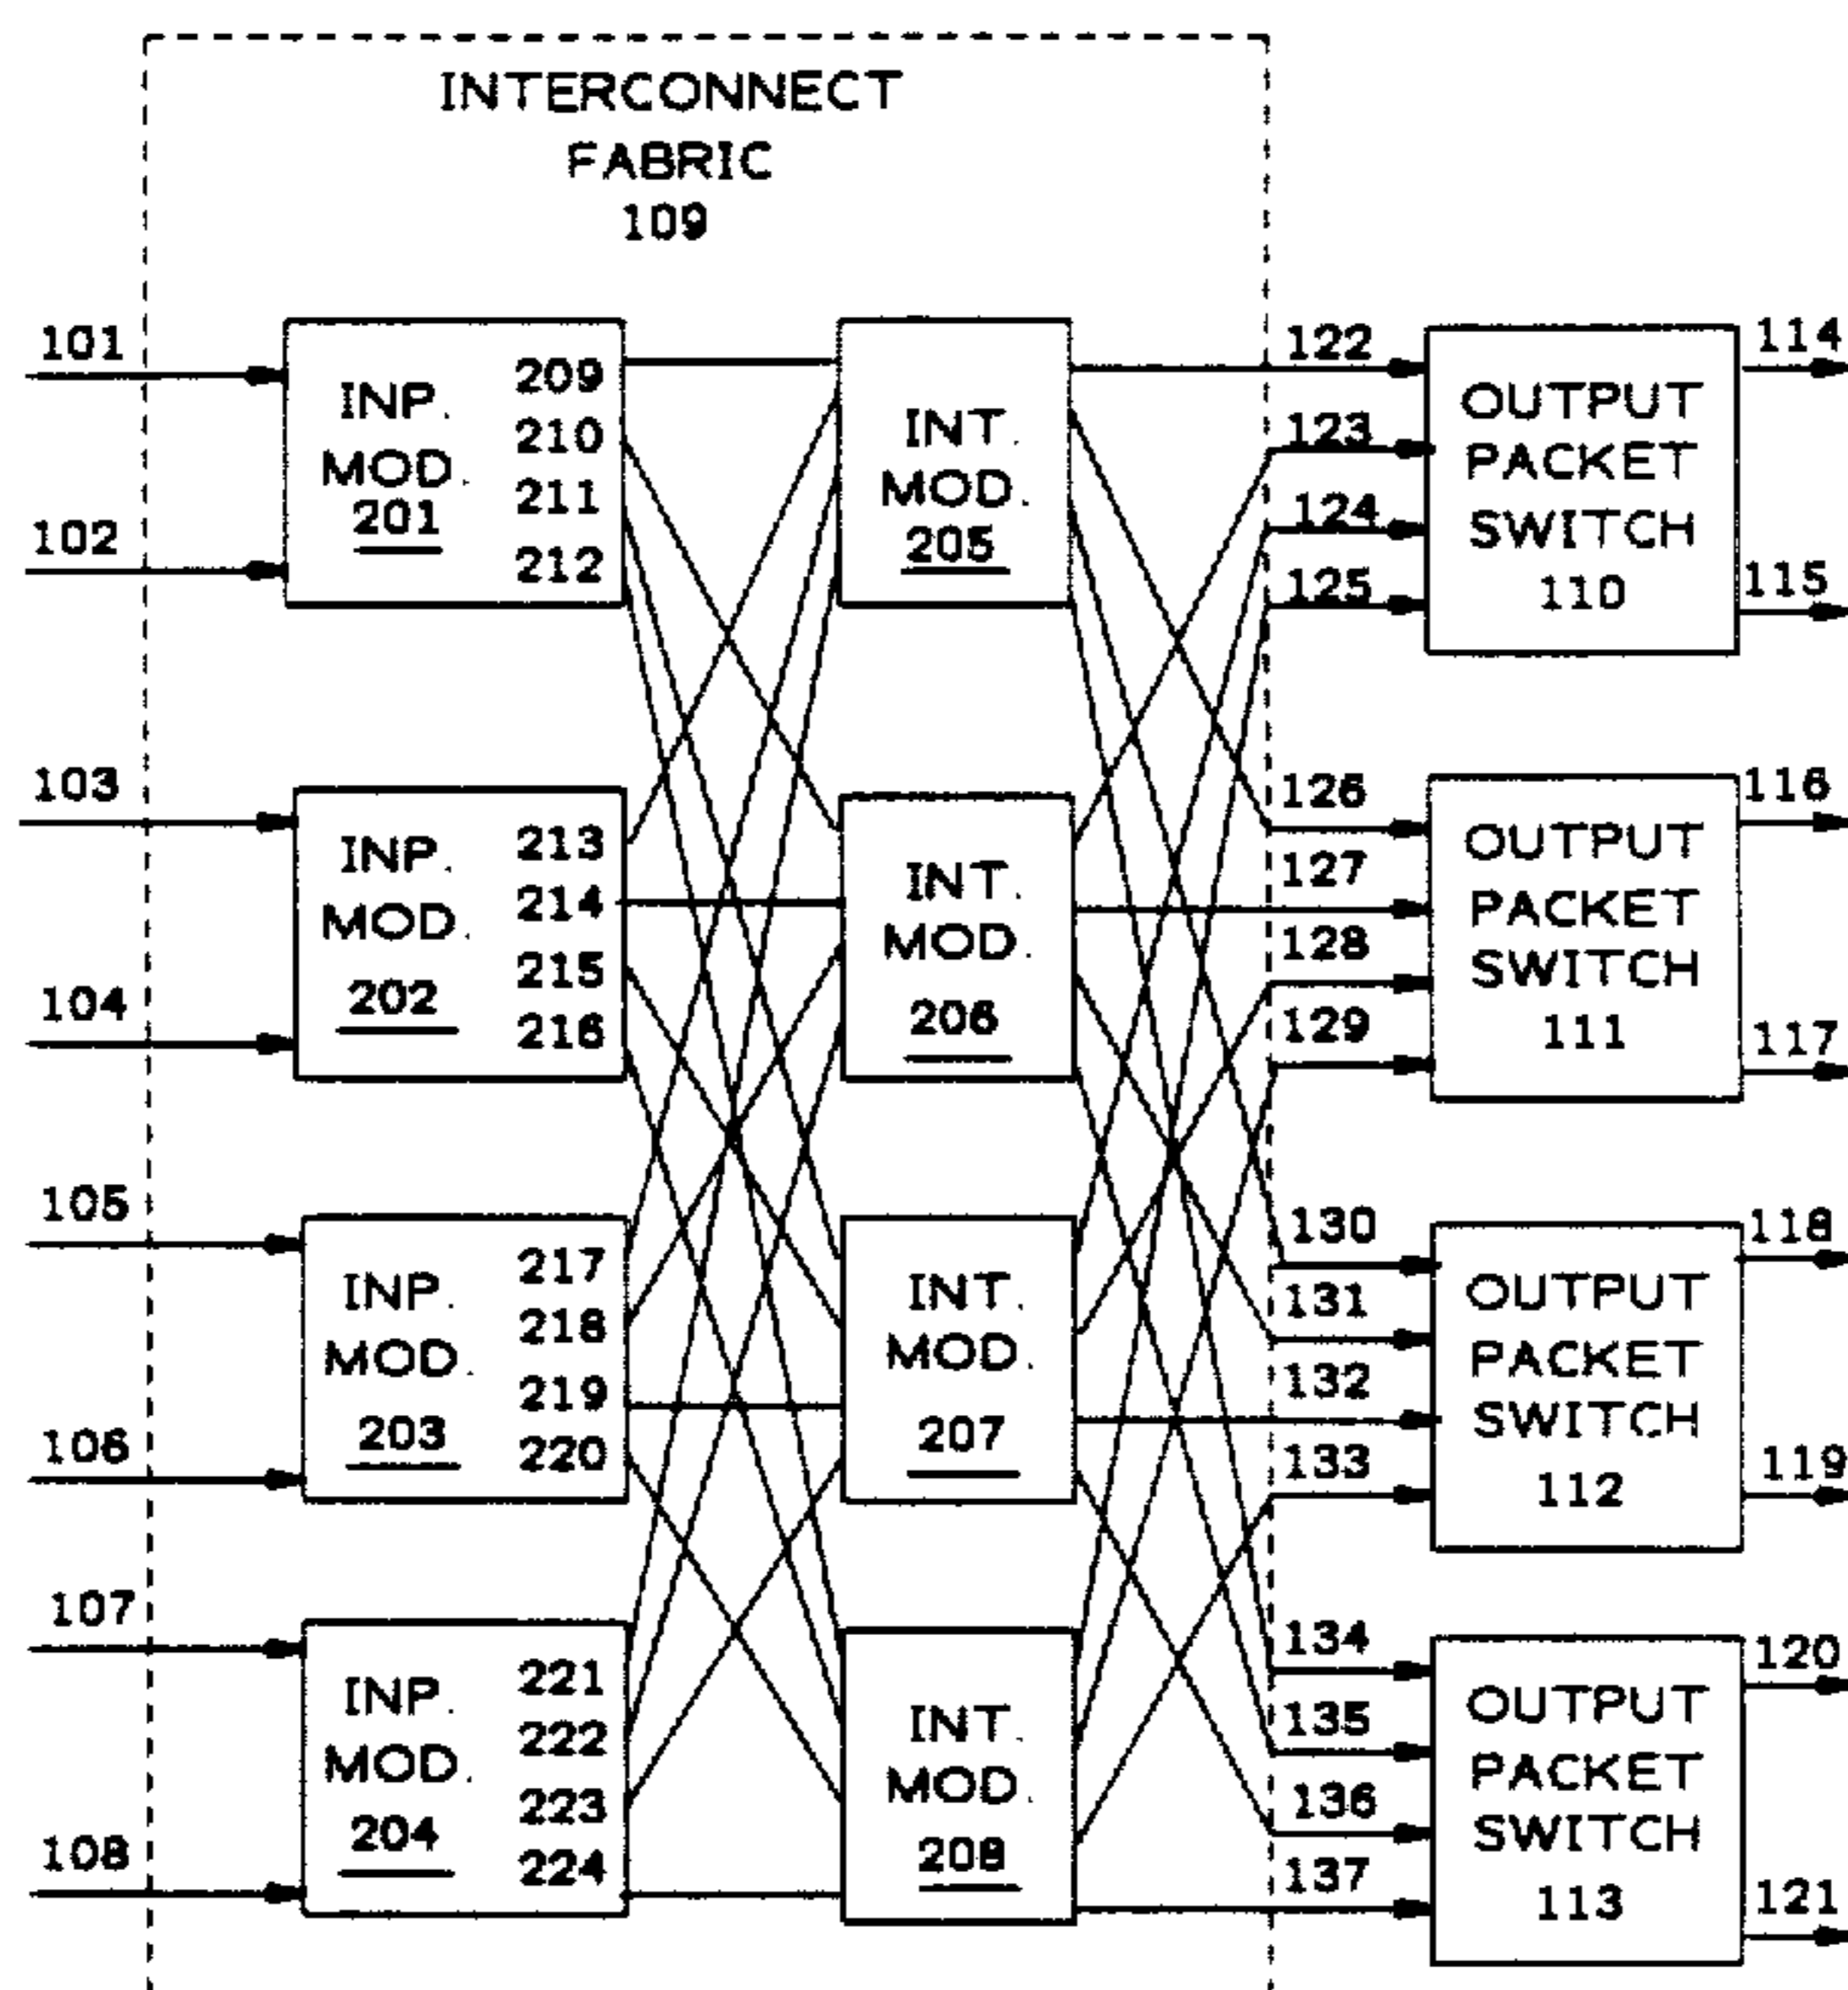 INTERCONNECT
FABRIC
109
101
102
INP.
MOD.
201
209
210
211
212
INT.
MOD.
205
122
123
124
125
OUTPUT
PACKET
SWITCH
110
114
115
103
104
INP.
MOD.
202
213
214
215
216
INT.
MOD.
206
126
127
128
129
OUTPUT
PACKET
SWITCH
111
116
117
105
106
INP.
MOD.
203
217
218
219
220
INT.
MOD.
207
130
131
132
133
OUTPUT
PACKET
SWITCH
112
118
119
107
108
INP.
MOD.
204
221
222
223
224
INT.
MOD.
208
134
135
136
137
OUTPUT
PACKET
SWITCH
113
120
121